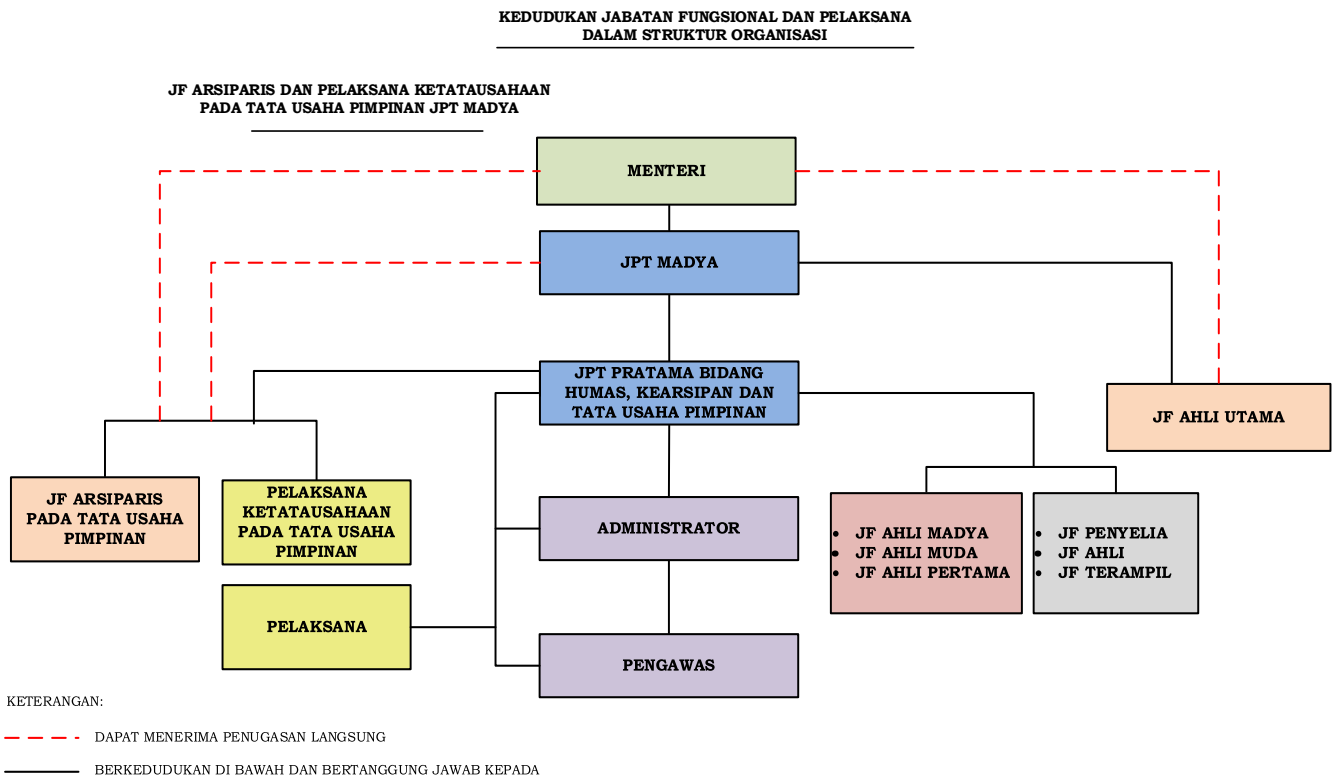 KEDUDUKAN JABATAN FUNGSIONAL DAN PELAKSANA
DALAM STRUKTUR ORGANISASI
JF ARSIPARIS DAN PELAKSANA KETATAUSAHAAN
PADA TATA USAHA PIMPINAN JPT MADYA
MENTERI
JPT MADYA
JPT PRATAMA BIDANG
HUMAS, KEARSIPAN DAN
TATA USAHA PIMPINAN
JF AHLI UTAMA
JF ARSIPARIS
PADA TATA USAHA
PIMPINAN
PELAKSANA
KETATAUSAHAAN
PADA TATA USAHA
PIMPINAN
ADMINISTRATOR
• JF AHLI MADYA
• JF AHLI MUDA
• JF AHLI PERTAMA
• JF PENYELIA
• JF AHLI
• JF TERAMPIL
PELAKSANA
PENGAWAS
KETERANGAN:
DAPAT MENERIMA PENUGASAN LANGSUNG
BERKEDUDUKAN DI BAWAH DAN BERTANGGUNG JAWAB KEPADA